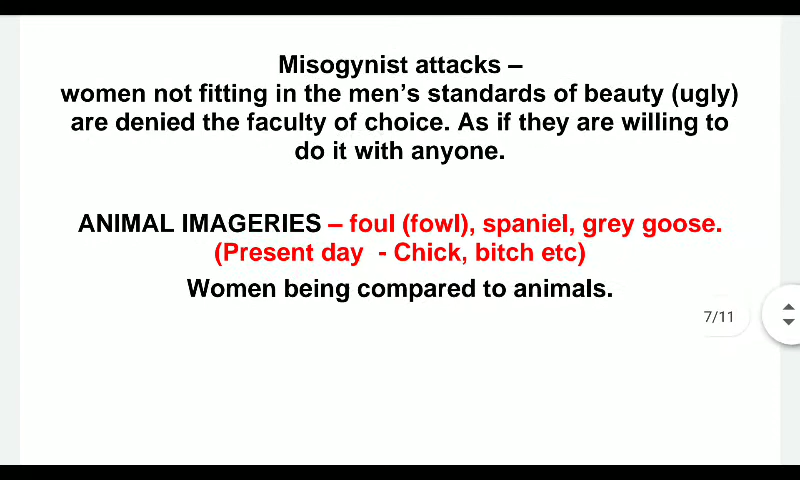 Misogynist attacks –
women not fitting in the men's standards of beauty (ugly)
are denied the faculty of choice. As if they are willing to
do it with anyone.
ANIMAL IMAGERIES – foul (fowl), spaniel, grey goose.
(Present day  - Chick, bitch etc)
Women being compared to animals.
7/11